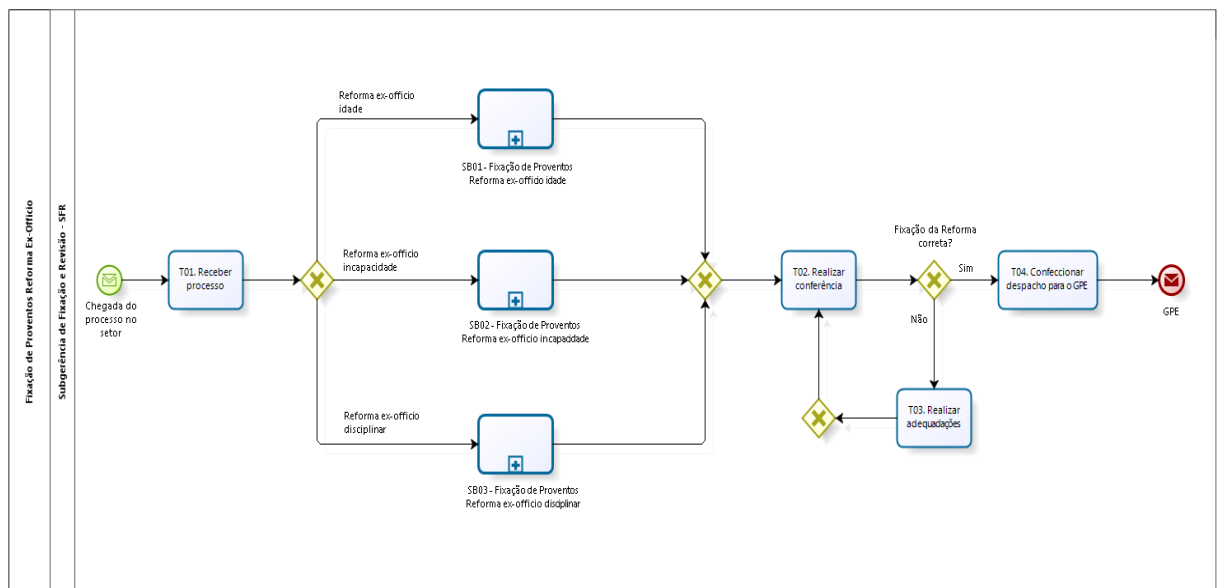 Fixação de Proventos Reforma Ex-Officio
Subgerência de Fixação e Revisão - SFR
Chegada do
processo no
setor
T01. Receber
processo
Reforma ex-officio
idade
SB01 - Fixação de Proventos
Reforma ex-officio idade
Reforma ex-officio
incapacidade
SB02 - Fixação de Proventos
Reforma ex-officio incapacidade
Reforma ex-officio
disciplinar
SB03 - Fixação de Proventos
Reforma ex-officio disciplinar
T02. Realizar
conferência
Fixação da Reforma
correta?
Sim
Não
T03. Realizar
adequadações
T04. Confeccionar
despacho para o GPE
GPE